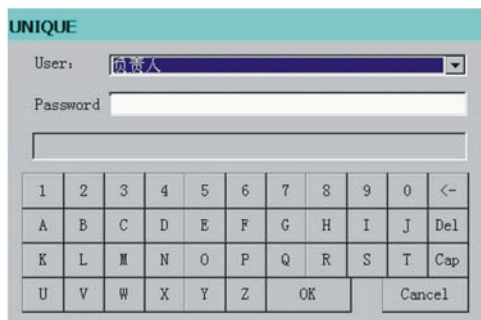 UNIQUE
User: 负责人
Password
1 2 3 4 5 6 7 8 9 0 <-
A B C D E F G H I J Del
K L M N O P Q R S T Cap
U V W X Y Z OK Cancel